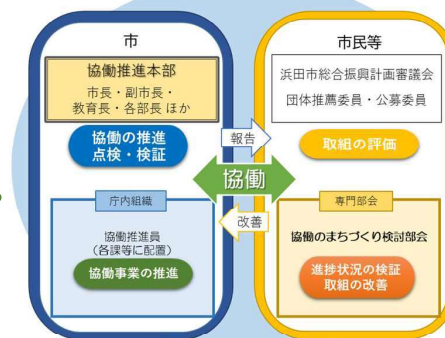 市
協働推進本部
市長・副市長・
教育長・各部長 ほか
協働の推進
点検・検証
庁内組織
協働推進員
(各課等に配置)
協働事業の推進
報告
協働
改善
市民等
浜田市総合振興計画審議会
団体推薦委員・公募委員
取組の評価
専門部会
協働のまちづくり検討部会
進捗状況の検証
取組の改善